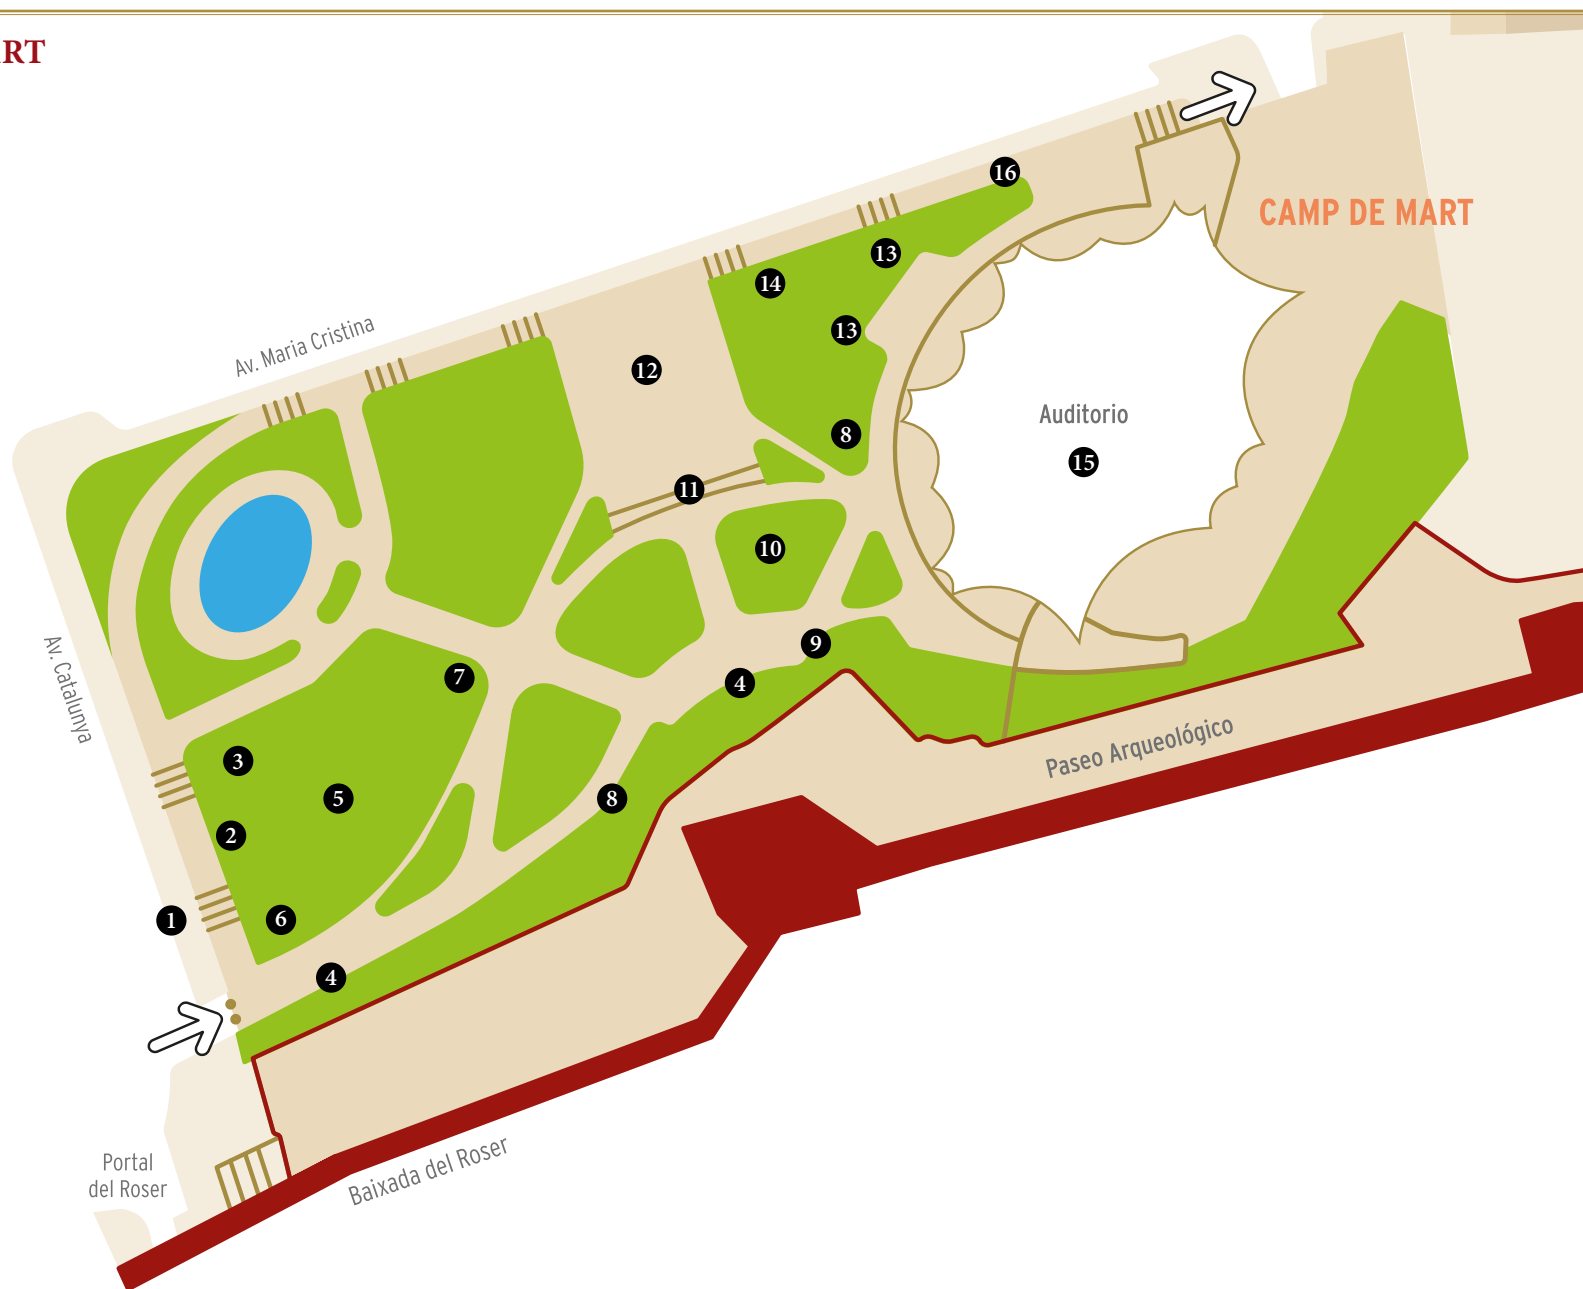 RT
16
CAMP DE MART
13
14
Av. Maria Cristina
13
12
Auditorio
8
15
11
10
9
Av. Catalunya
7
4
3
5
8
Paseo Arqueológico
2
1
6
4
Portal
del Roser
Baixada del Roser